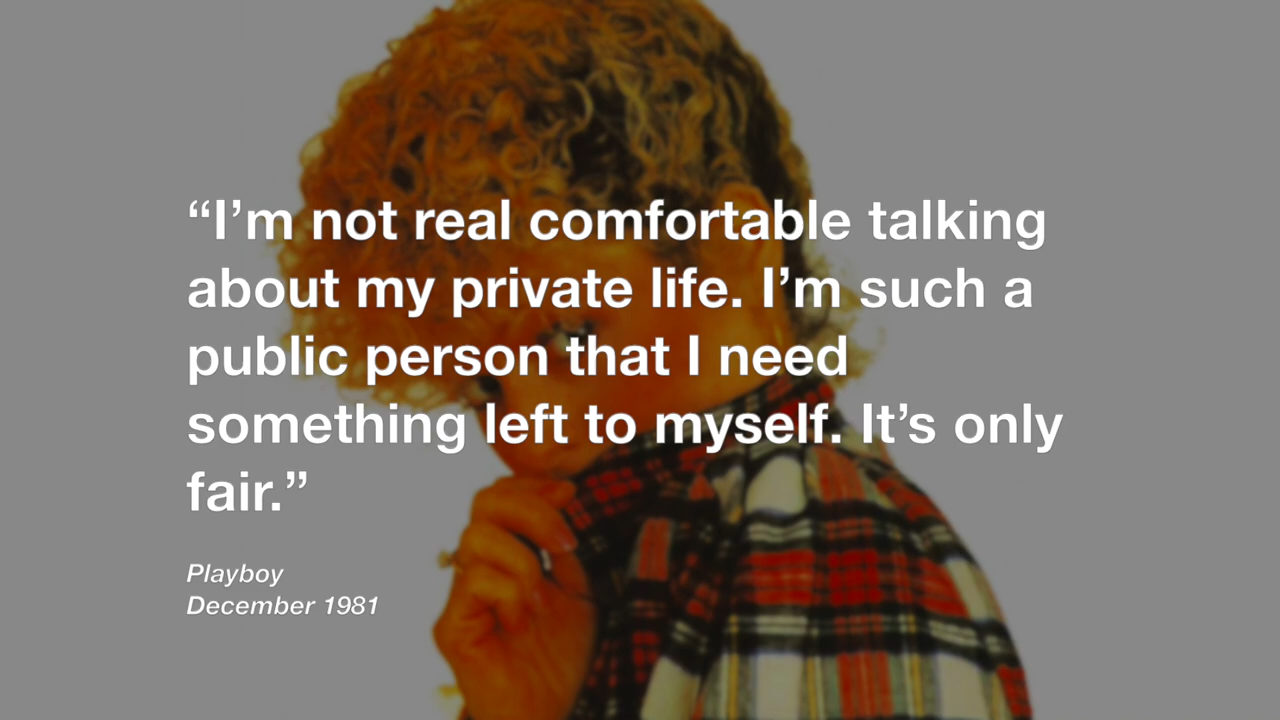 “I’m not real comfortable talking
about my private life. I’m such a
public person that I need
something left to myself. It’s only
fair.”
Playboy
December 1981